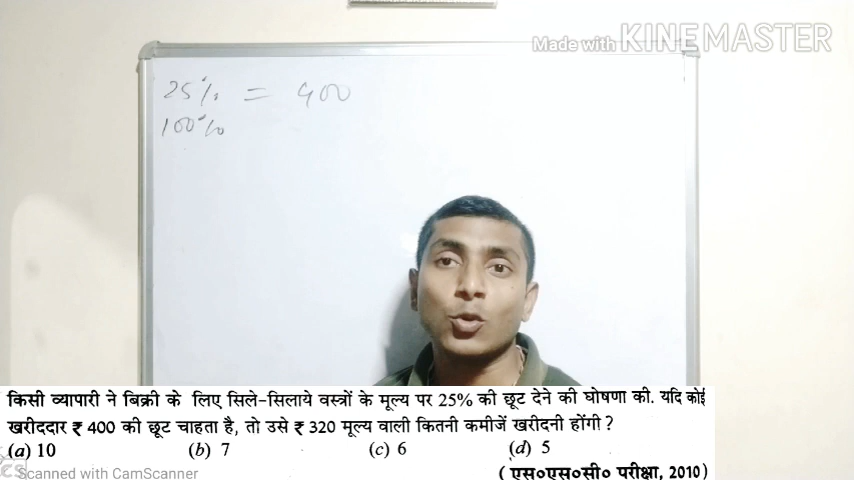 Made with KINEMASTER
25% = 400
100%
किसी व्यापारी ने बिक्री के लिए सिले-सिलाये वस्त्रों के मूल्य पर 25% की छूट देने की घोषणा की. यदि कोई
खरीददार ₹ 400 की छूट चाहता है, तो उसे ₹ 320 मूल्य वाली कितनी कमीजें खरीदनी होंगी ?
(a) 10 (b) 7 (c) 6 (d) 5
CS Scanned with CamScanner
( एस०एस०सी० परीक्षा, 2010)